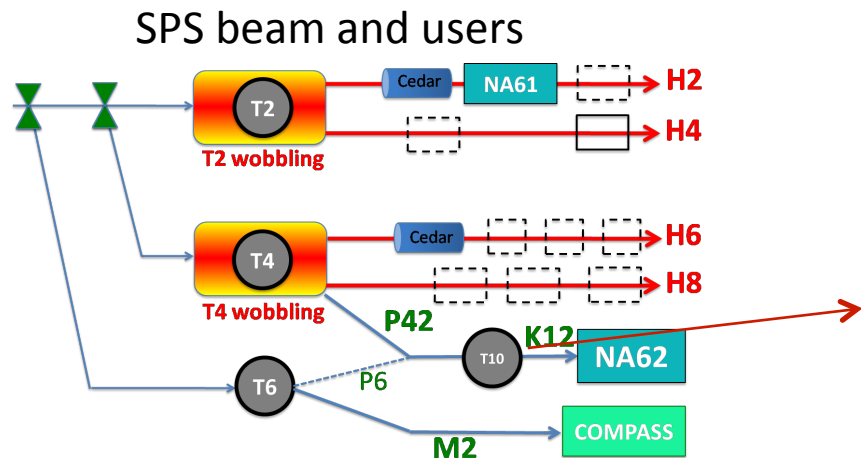 SPS beam and users
Cedar
NA61
H2
T2
H4
T2 wobbling
Cedar
H6
T4
H8
T4 wobbling
P42
K12
T10
NA62
P6
T6
M2
COMPASS